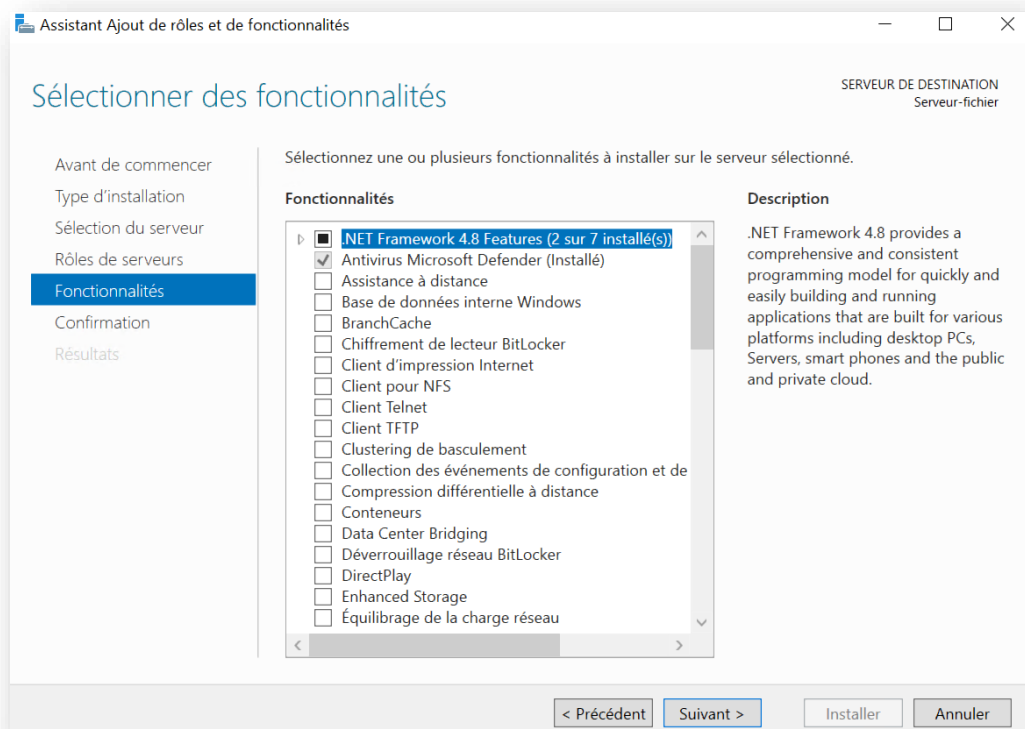 Assistant Ajout de rôles et de fonctionnalités
Sélectionner des fonctionnalités
SERVEUR DE DESTINATION
Serveur-fichier
Avant de commencer
Type d'installation
Sélection du serveur
Rôles de serveurs
Fonctionnalités
Confirmation
Résultats
Sélectionnez une ou plusieurs fonctionnalités à installer sur le serveur sélectionné.
Fonctionnalités
.NET Framework 4.8 Features (2 sur 7 installé(s))
Antivirus Microsoft Defender (Installé)
Assistance à distance
Base de données interne Windows
BranchCache
Chiffrement de lecteur BitLocker
Client d'impression Internet
Client pour NFS
Client Telnet
Client TFTP
Clustering de basculement
Collection des événements de configuration et de
Compression différentielle à distance
Conteneurs
Data Center Bridging
Déverrouillage réseau BitLocker
DirectPlay
Enhanced Storage
Équilibrage de la charge réseau
Description
.NET Framework 4.8 provides a
comprehensive and consistent
programming model for quickly and
easily building and running
applications that are built for various
platforms including desktop PCs,
Servers, smart phones and the public
and private cloud.
< Précédent
Suivant >
Installer
Annuler